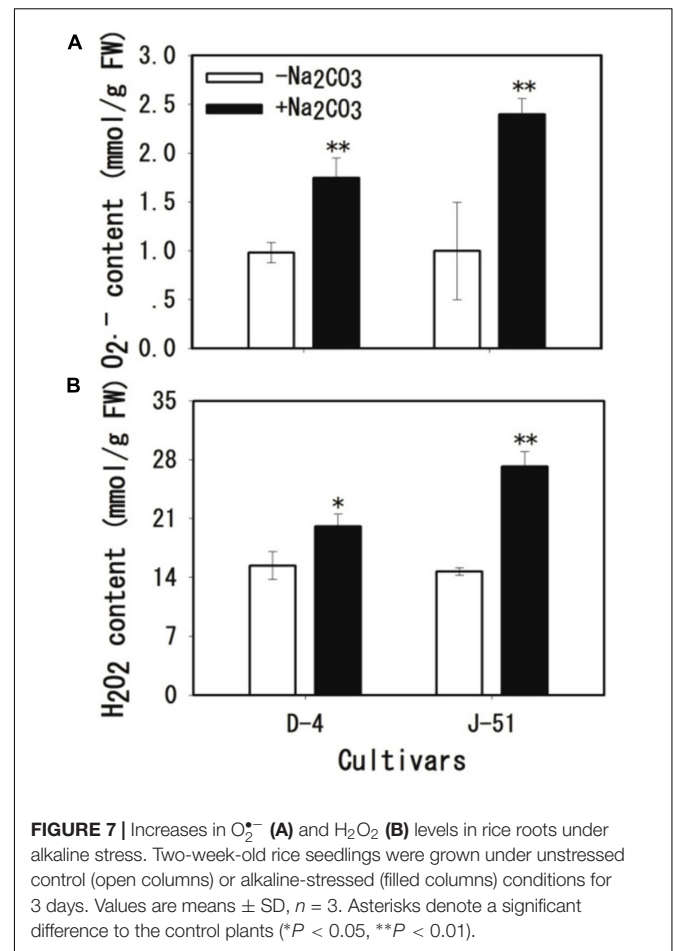 A
O2·− content (mmol/g FW)
3.0
2.5
2.0
1.5
1.0
.5
0.0
−Na2CO3
+Na2CO3
**
**
B
H2O2 content (mmol/g FW)
35
28
21
14
7
0
*
**
D-4 J-51
Cultivars
FIGURE 7 | Increases in O2•− (A) and H2O2 (B) levels in rice roots under
alkaline stress. Two-week-old rice seedlings were grown under unstressed
control (open columns) or alkaline-stressed (filled columns) conditions for
3 days. Values are means ± SD, n = 3. Asterisks denote a significant
difference to the control plants (*P < 0.05, **P < 0.01).